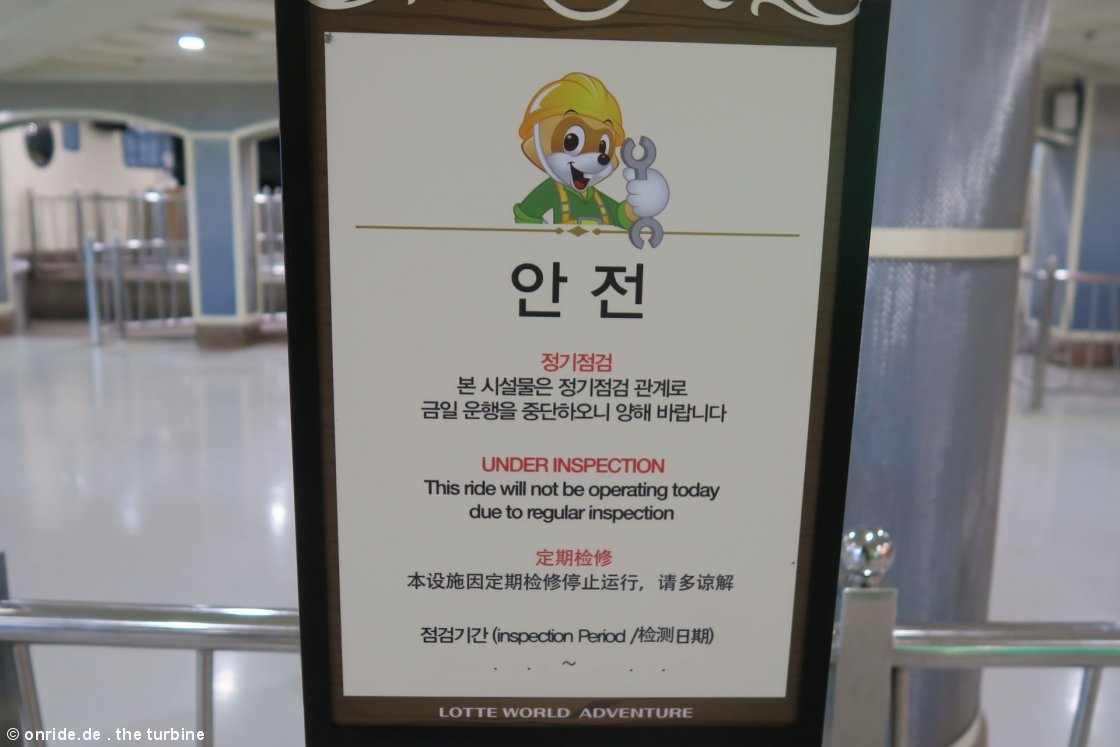 안 전
정기점검
본 시설물은 정기점검 관계로
금일 운행을 중단하오니 양해 바랍니다
UNDER INSPECTION
This ride will not be operating today
due to regular inspection
定期检修
本设施因定期检修停止运行，请多谅解
점검기간 (inspection Period /检测日期)
. . ~ . .
LOTTE WORLD ADVENTURE
© onride.de . the turbine